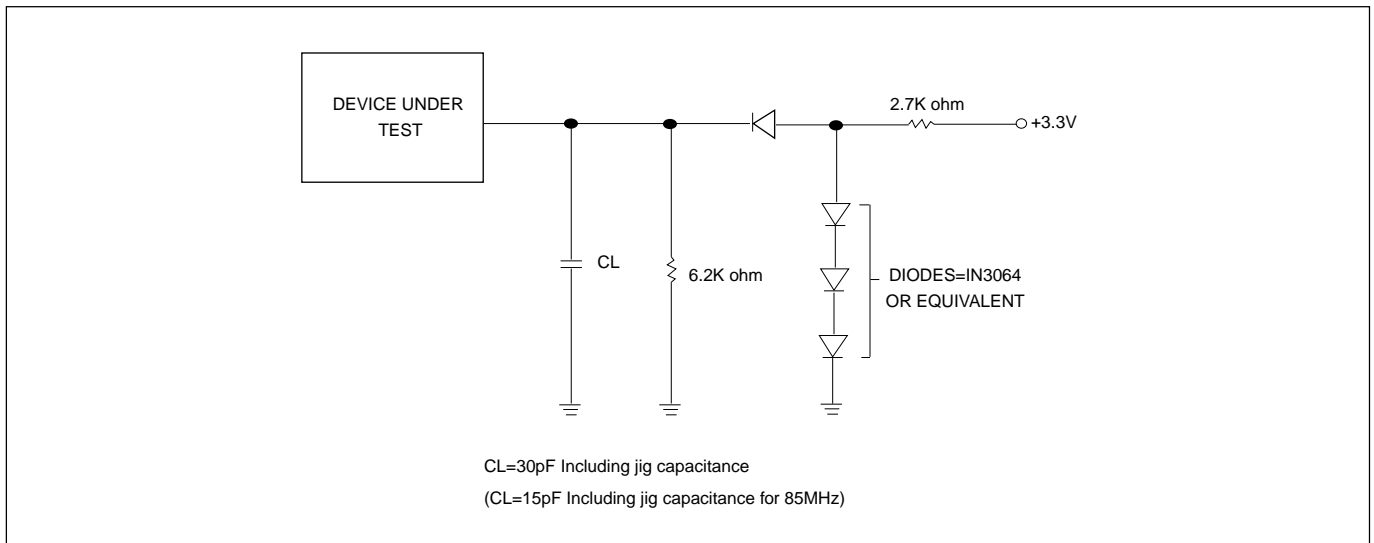 DEVICE UNDER
TEST
2.7K ohm
+3.3V
CL
6.2K ohm
DIODES=IN3064
OR EQUIVALENT
CL=30pF Including jig capacitance
(CL=15pF Including jig capacitance for 85MHz)